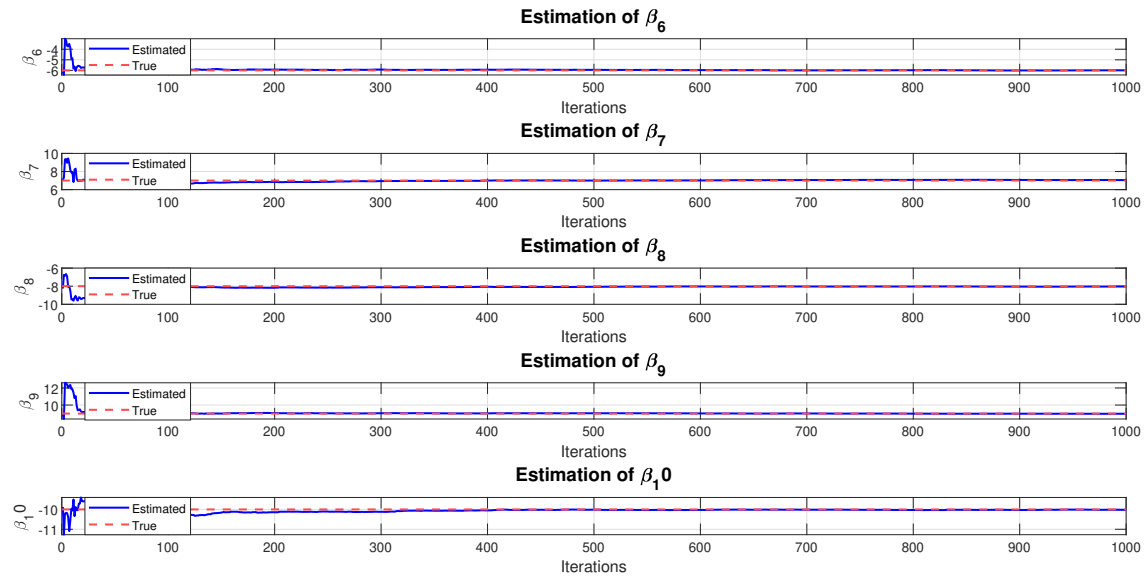 Estimation of β6
β6
-4
-5
-6
Estimated
True
0 100 200 300 400 500 600 700 800 900 1000
Iterations
Estimation of β7
β7
10
8
6
Estimated
True
0 100 200 300 400 500 600 700 800 900 1000
Iterations
Estimation of β8
β8
-6
-8
-10
Estimated
True
0 100 200 300 400 500 600 700 800 900 1000
Iterations
Estimation of β9
β9
12
10
Estimated
True
0 100 200 300 400 500 600 700 800 900 1000
Iterations
Estimation of β10
β10
-10
-11
Estimated
True
0 100 200 300 400 500 600 700 800 900 1000
Iterations